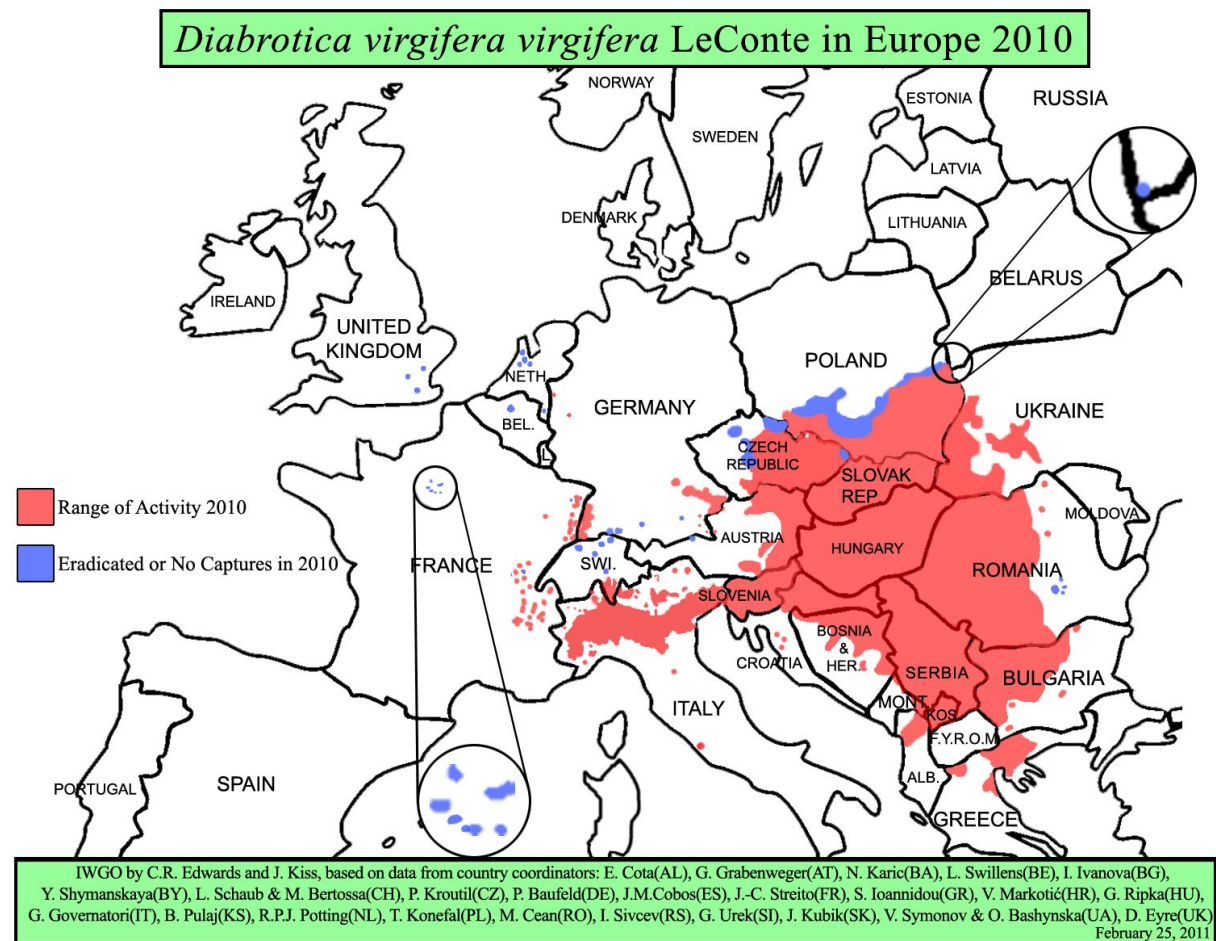 Diabrotica virgifera virgifera LeConte in Europe 2010
NORWAY
ESTONIA
RUSSIA
SWEDEN
LATVIA
DENMARK
LITHUANIA
BELARUS
IRELAND
UNITED
KINGDOM
POLAND
NETH.
GERMANY
UKRAINE
BEL.
L.
CZECH
REPUBLIC
SLOVAK
REP.
Range of Activity 2010
MOLDOVA
AUSTRIA
HUNGARY
Eradicated or No Captures in 2010
FRANCE
SWI.
ROMANIA
SLOVENIA
BOSNIA
&
HER.
CROATIA
SERBIA
BULGARIA
MONT.
KOS.
ITALY
F.Y.R.O.M.
ALB.
PORTUGAL
SPAIN
GREECE
IWGO by C.R. Edwards and J. Kiss, based on data from country coordinators: E. Cota(AL), G. Grabenweger(AT), N. Karic(BA), L. Swillens(BE), I. Ivanova(BG),
Y. Shymanskaya(BY), L. Schaub & M. Bertossa(CH), P. Kroutil(CZ), P. Baufeld(DE), J.M.Cobos(ES), J.-C. Streito(FR), S. Ioannidou(GR), V. Markotić(HR), G. Ripka(HU),
G. Governatori(IT), B. Pulaj(KS), R.P.J. Potting(NL), T. Konefal(PL), M. Cean(RO), I. Sivcev(RS), G. Urek(SI), J. Kubik(SK), V. Symonov & O. Bashynska(UA), D. Eyre(UK)
February 25, 2011